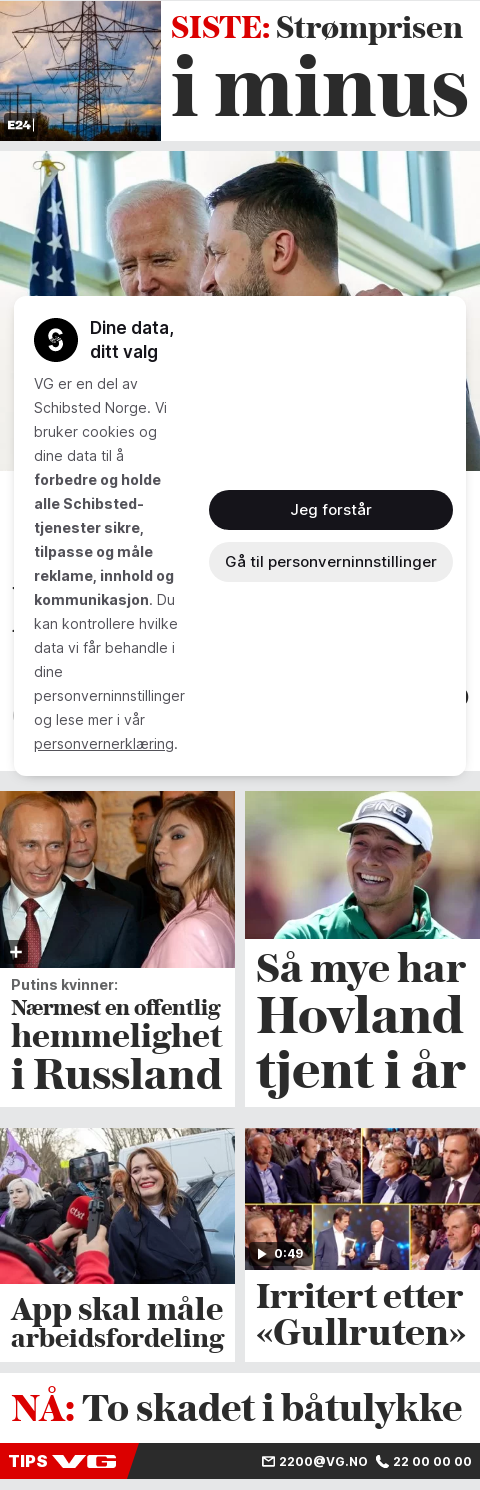 SISTE: Strømprisen
i minus
E24
Dine data,
ditt valg
VG er en del av
Schibsted Norge. Vi
bruker cookies og
dine data til å
forbedre og holde
alle Schibsted-
tjenester sikre,
tilpasse og måle
reklame, innhold og
kommunikasjon. Du
kan kontrollere hvilke
data vi får behandle i
dine
personverninnstillinger
og lese mer i vår
personvernerklæring.
Jeg forstår
Gå til personverninnstillinger
PING
Putins kvinner:
Nærmest en offentlig
hemmelighet
i Russland
Så mye har
Hovland
tjent i år
ctxt
0:49
App skal måle
arbeidsfordeling
Irritert etter
«Gullruten»
NÅ: To skadet i båtulykke
TIPS VG
2200@VG.NO
22 00 00 00